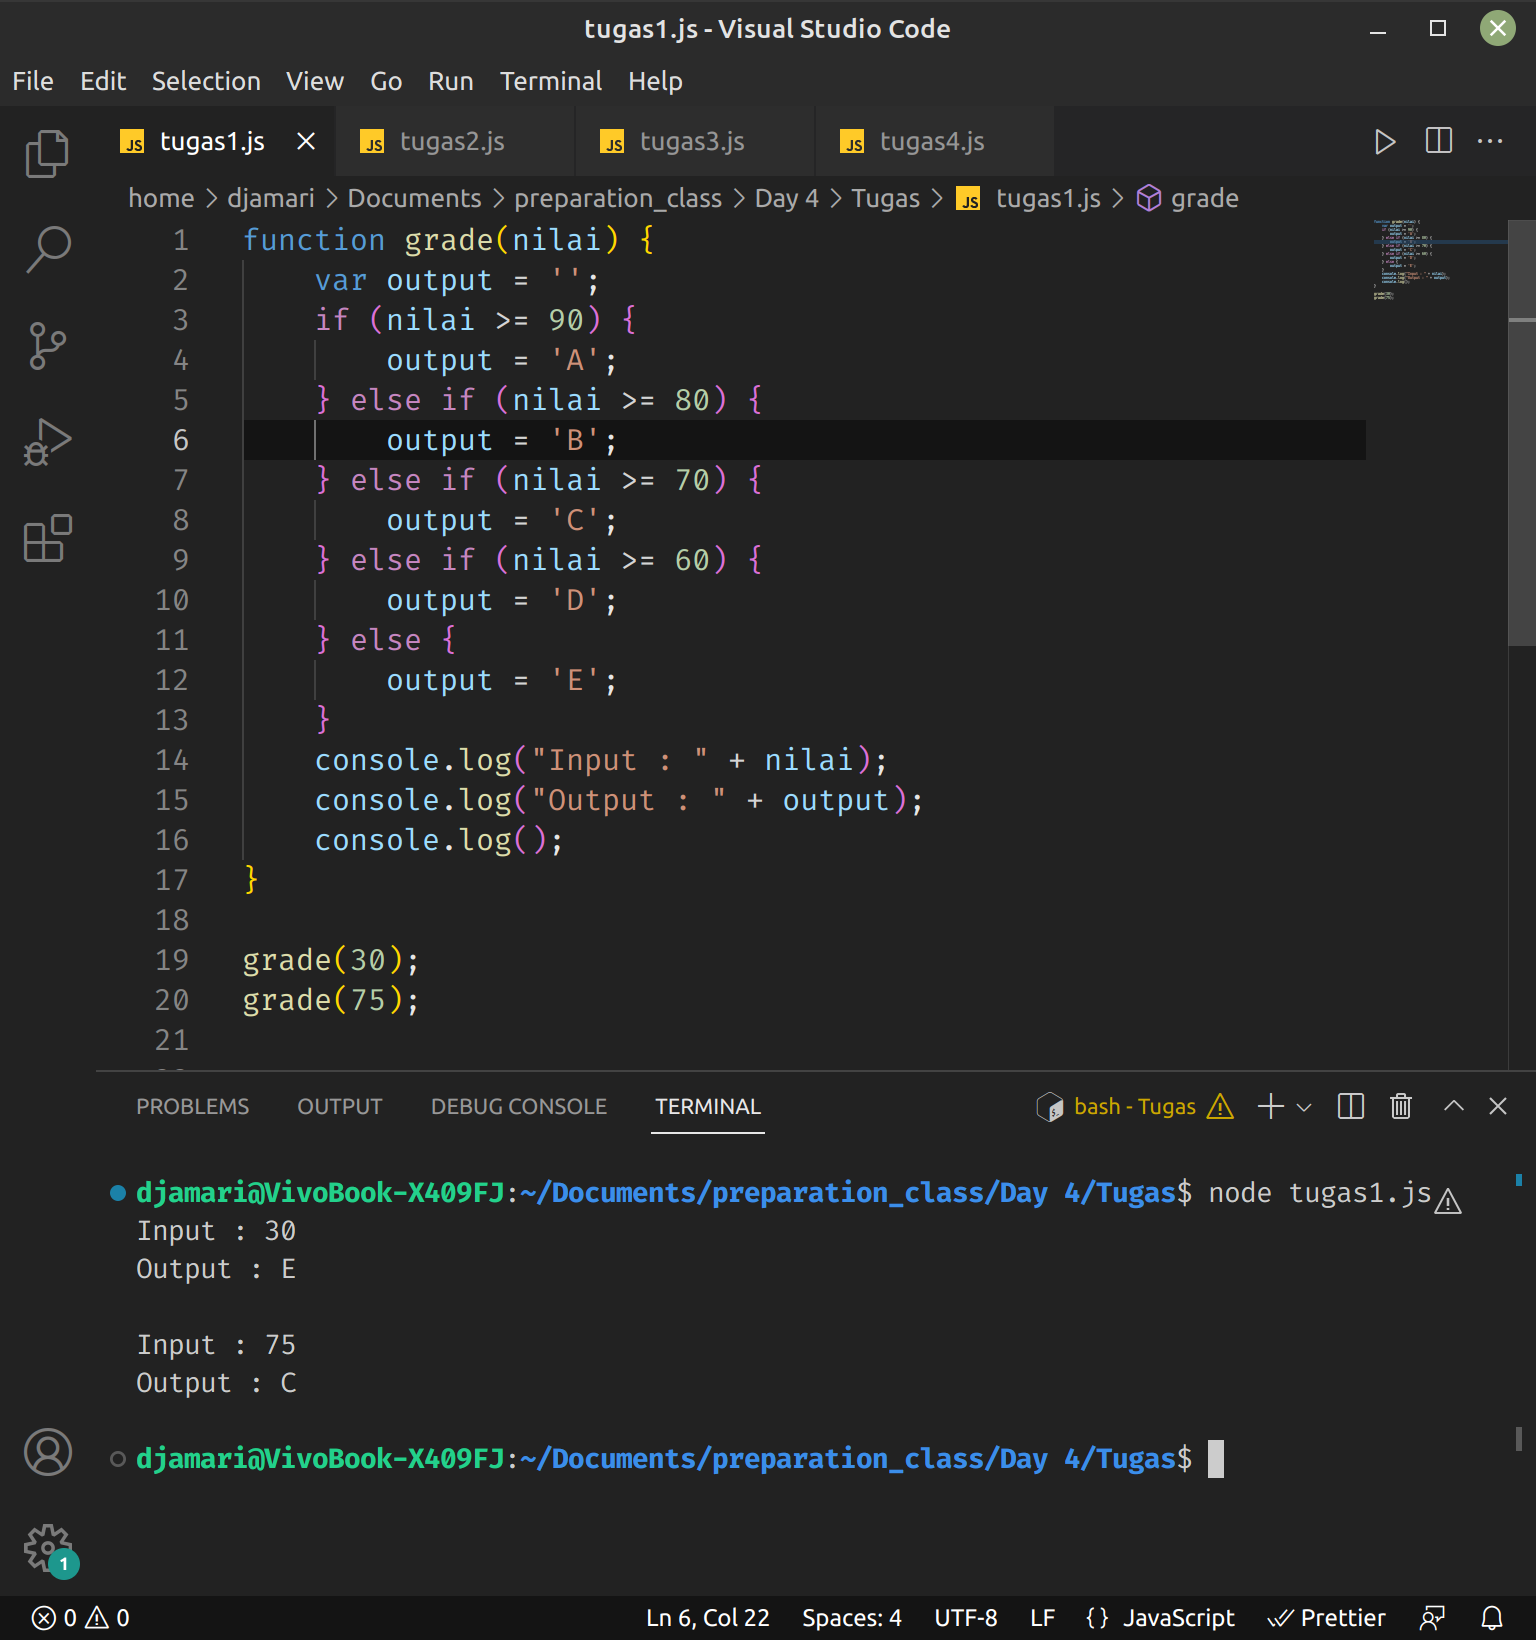 tugas1.js - Visual Studio Code
File Edit Selection View Go Run Terminal Help
JS tugas1.js JS tugas2.js JS tugas3.js JS tugas4.js
home > djamari > Documents > preparation_class > Day 4 > Tugas > JS tugas1.js > grade
1 function grade(nilai) {
2     var output = '';
3     if (nilai >= 90) {
4         output = 'A';
5     } else if (nilai >= 80) {
6         output = 'B';
7     } else if (nilai >= 70) {
8         output = 'C';
9     } else if (nilai >= 60) {
10         output = 'D';
11     } else {
12         output = 'E';
13     }
14     console.log("Input : " + nilai);
15     console.log("Output : " + output);
16     console.log();
17 }
18
19 grade(30);
20 grade(75);
21
PROBLEMS OUTPUT DEBUG CONSOLE TERMINAL bash - Tugas
djamari@VivoBook-X409FJ:~/Documents/preparation_class/Day 4/Tugas$ node tugas1.js
Input : 30
Output : E
Input : 75
Output : C
djamari@VivoBook-X409FJ:~/Documents/preparation_class/Day 4/Tugas$
1
0 0 Ln 6, Col 22 Spaces: 4 UTF-8 LF {} JavaScript Prettier